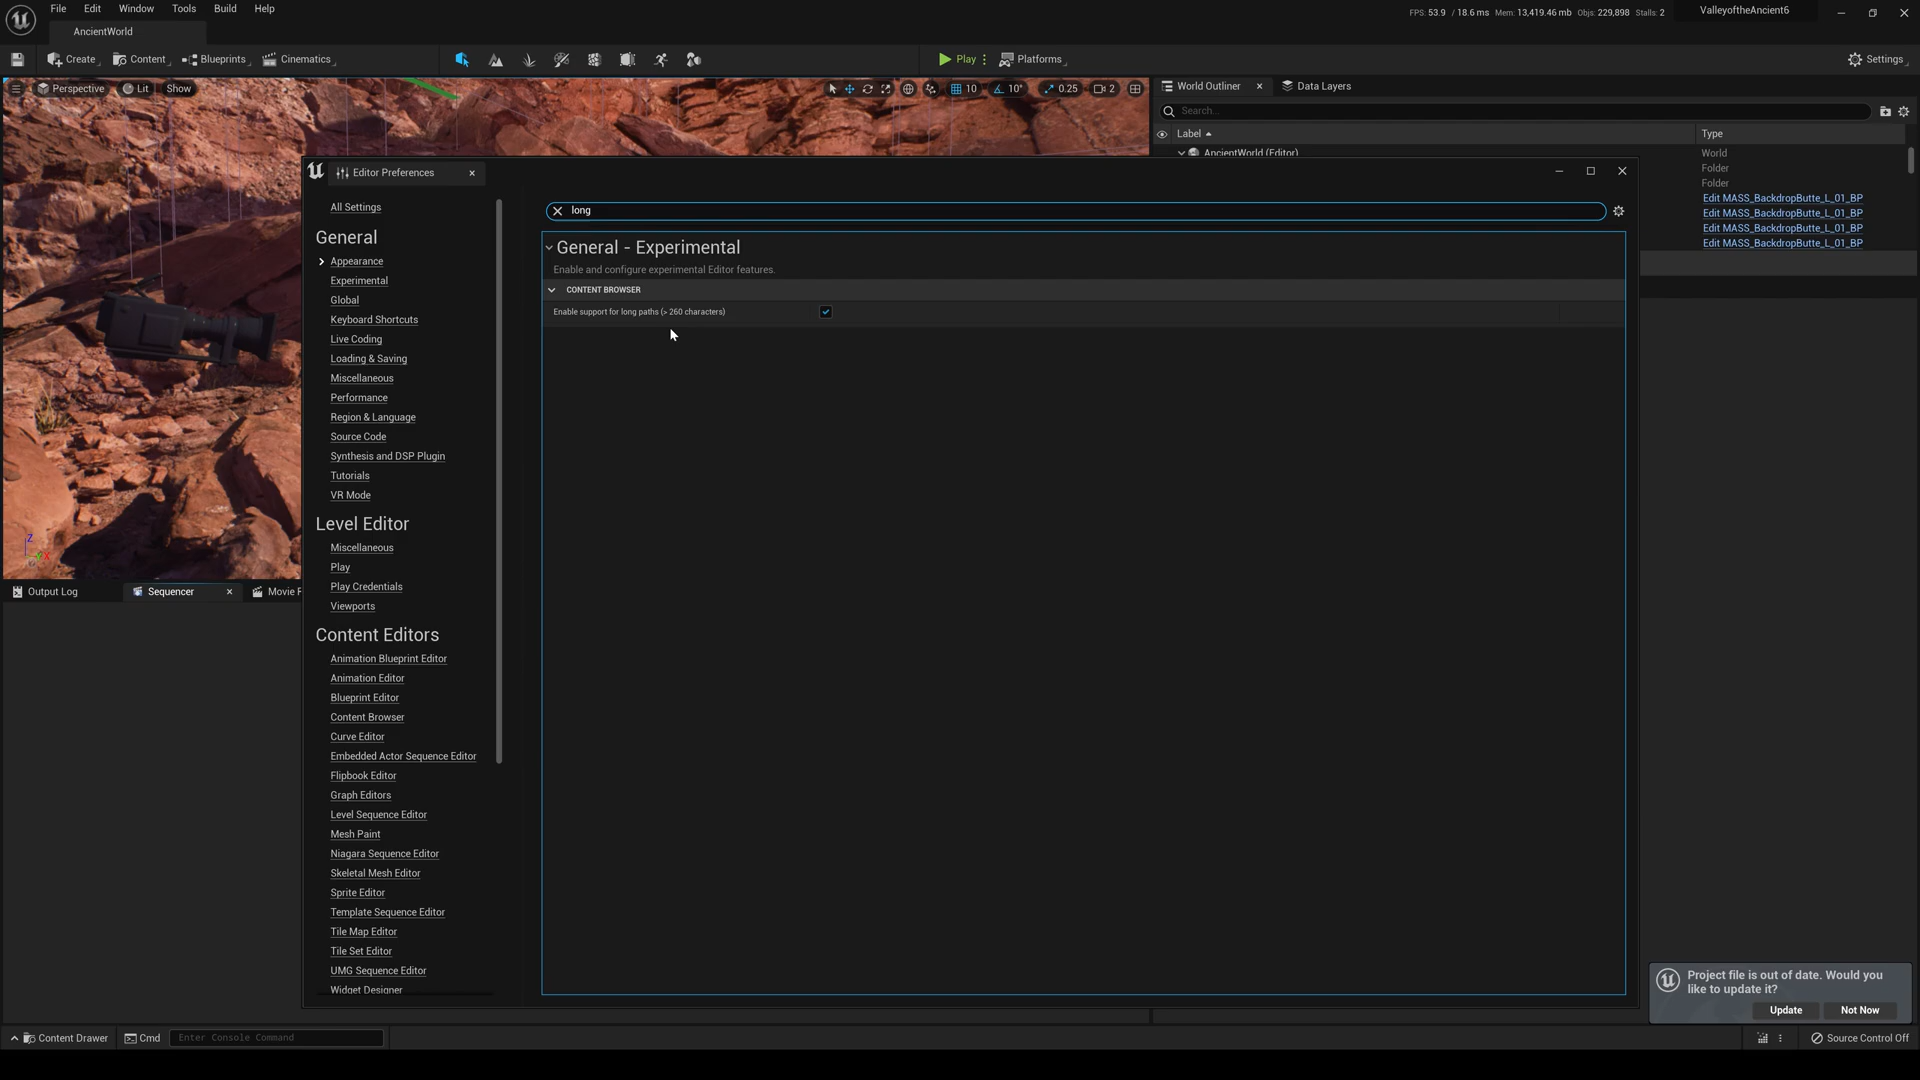 File Edit Window Tools Build Help
FPS: 53.9 / 18.6 ms Mem: 13,419.46 mb Objs: 229,898 Stalls: 2
ValleyoftheAncient6
AncientWorld
Create Content Blueprints Cinematics
Play Platforms
Settings
Perspective Lit Show
10 10° 0.25 2
World Outliner
Data Layers
Search...
Label Type
AncientWorld (Editor) World
Folder
Folder
Edit MASS_BackdropButte_L_01_BP
Edit MASS_BackdropButte_L_01_BP
Edit MASS_BackdropButte_L_01_BP
Edit MASS_BackdropButte_L_01_BP
Editor Preferences
All Settings
General
Appearance
Experimental
Global
Keyboard Shortcuts
Live Coding
Loading & Saving
Miscellaneous
Performance
Region & Language
Source Code
Synthesis and DSP Plugin
Tutorials
VR Mode
Level Editor
Miscellaneous
Play
Play Credentials
Viewports
Content Editors
Animation Blueprint Editor
Animation Editor
Blueprint Editor
Content Browser
Curve Editor
Embedded Actor Sequence Editor
Flipbook Editor
Graph Editors
Level Sequence Editor
Mesh Paint
Niagara Sequence Editor
Skeletal Mesh Editor
Sprite Editor
Template Sequence Editor
Tile Map Editor
Tile Set Editor
UMG Sequence Editor
Widget Designer
long
General - Experimental
Enable and configure experimental Editor features.
CONTENT BROWSER
Enable support for long paths (> 260 characters)
Z
Y X
Output Log
Sequencer
Movie
Project file is out of date. Would you
like to update it?
Update Not Now
Content Drawer
Cmd
Enter Console Command
Source Control Off